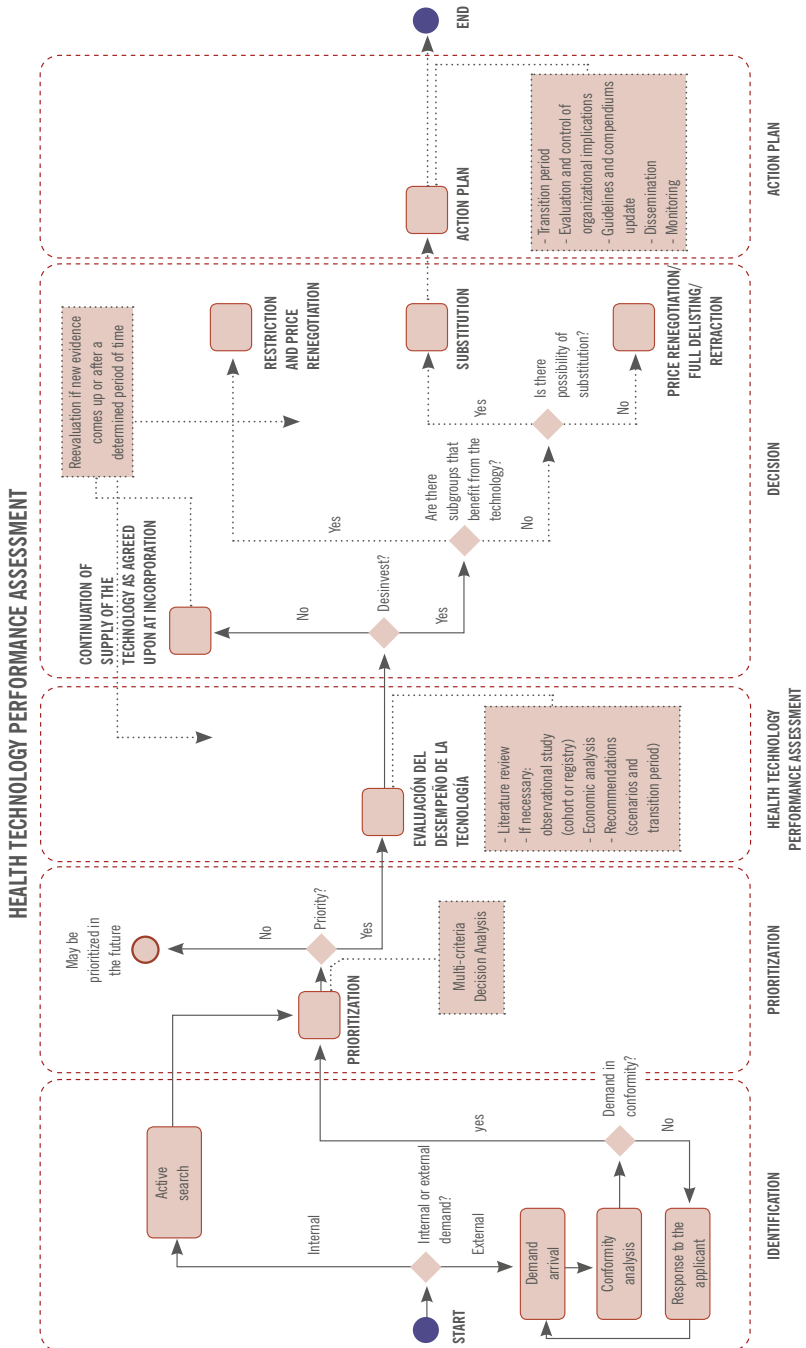 HEALTH TECHNOLOGY PERFORMANCE ASSESSMENT
START
Internal or external
demand?
Internal
External
Active
search
Demand
arrival
Conformity
analysis
Response to the
applicant
Demand in
conformity?
yes
No
IDENTIFICATION
PRIORITIZATION
Multi-criteria
Decision Analysis
Priority?
No
Yes
May be
prioritized in
the future
PRIORITIZATION
EVALUACIÓN DEL
DESEMPEÑO DE LA
TECNOLOGÍA
- Literature review
- If necessary:
observational study
(cohort or registry)
- Economic analysis
- Recommendations
(scenarios and
transition period)
HEALTH TECHNOLOGY
PERFORMANCE ASSESSMENT
CONTINUATION OF
SUPPLY OF THE
TECHNOLOGY AS AGREED
UPON AT INCORPORATION
Reevaluation if new evidence
comes up or after a
determined period of time
Desinvest?
No
Yes
Are there
subgroups that
benefit from the
technology?
Yes
No
RESTRICTION
AND PRICE
RENEGOTIATION
Is there
possibility of
substitution?
Yes
No
SUBSTITUTION
PRICE RENEGOTIATION/
FULL DELISTING/
RETRACTION
DECISION
ACTION PLAN
- Transition period
- Evaluation and control of
organizational implications
- Guidelines and compendiums
update
- Dissemination
- Monitoring
ACTION PLAN
END